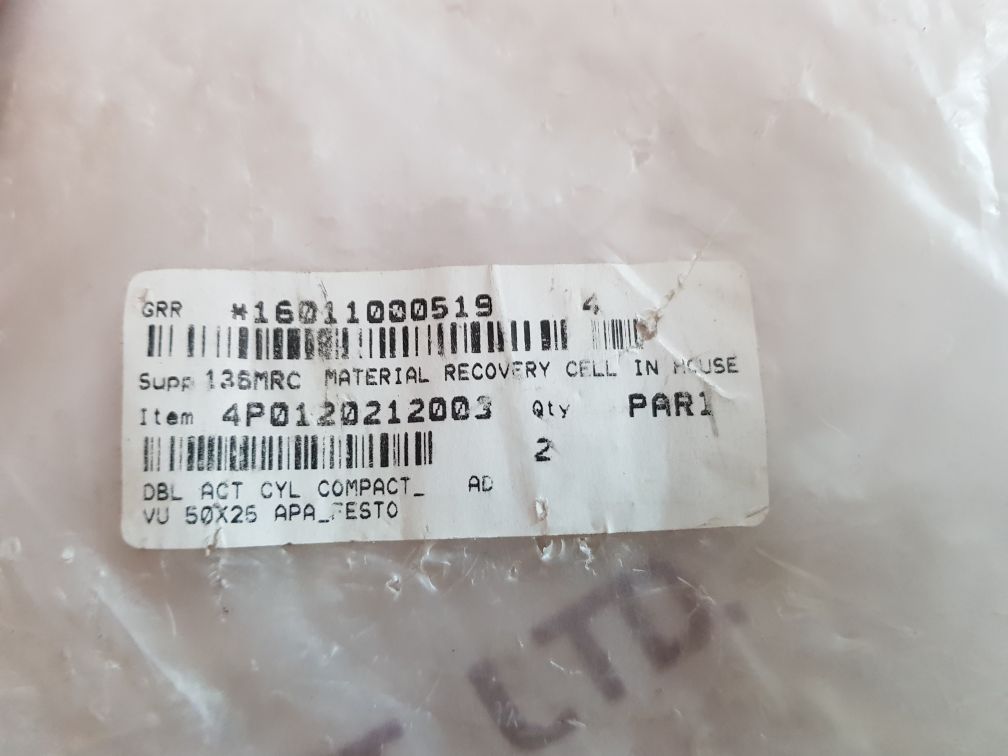 GRR *16011000519 4
Supp 136MRC MATERIAL RECOVERY CELL IN HOUSE
Item 4P0120212003 Qty PAR1
2
DBL ACT CYL COMPACT_ AD
VU 50X25 APA_FESTO
LTD.